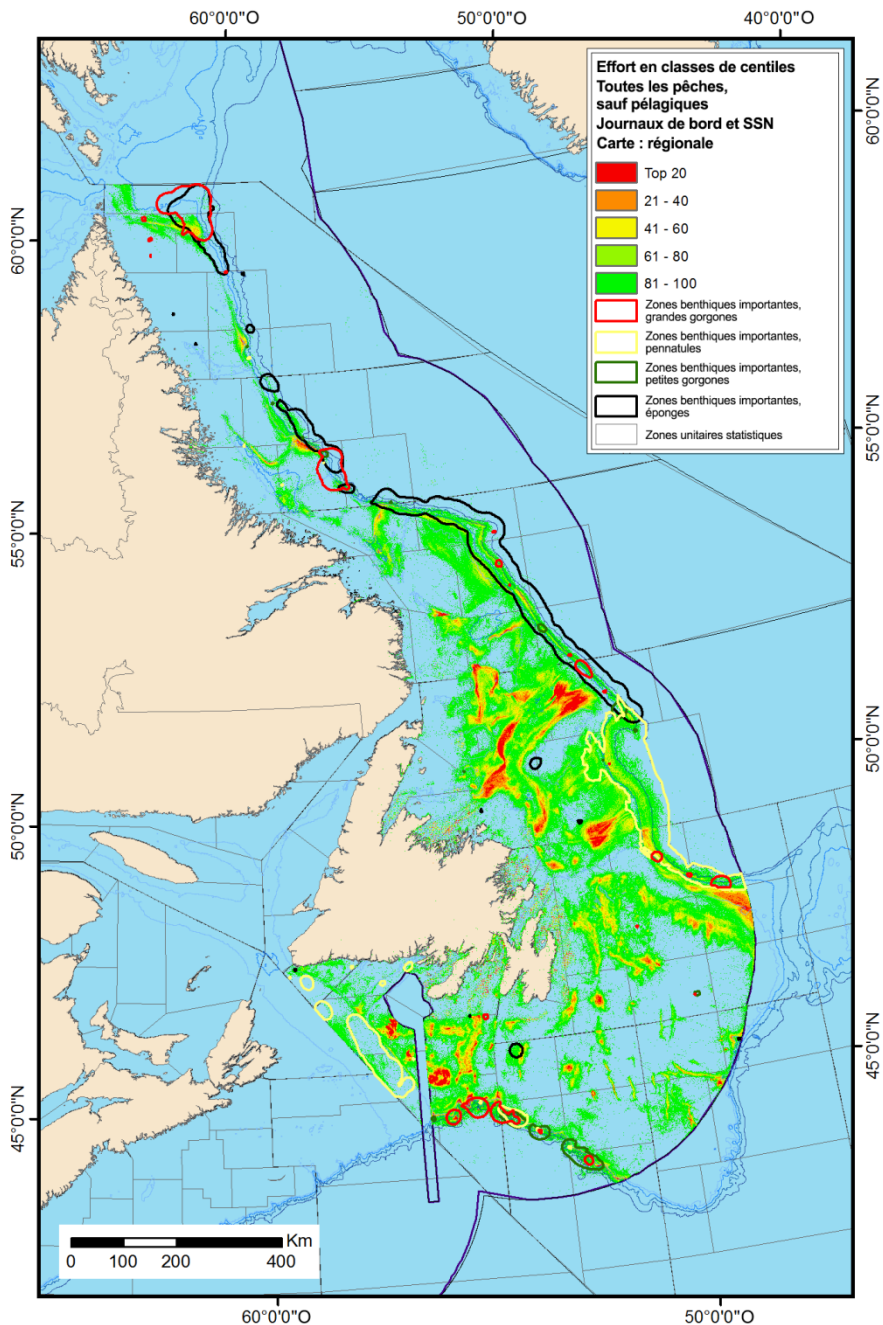 60°0'0"O
50°0'0"O
40°0'0"O
Effort en classes de centiles
Toutes les pêches,
sauf pélagiques
Journaux de bord et SSN
Carte : régionale
Top 20
21 - 40
41 - 60
61 - 80
81 - 100
Zones benthiques importantes,
grandes gorgones
Zones benthiques importantes,
pennatules
Zones benthiques importantes,
petites gorgones
Zones benthiques importantes,
éponges
Zones unitaires statistiques
60°0'0"N
55°0'0"N
50°0'0"N
45°0'0"N
60°0'0"N
55°0'0"N
50°0'0"N
45°0'0"N
Km
0 100 200 400
60°0'0"O
50°0'0"O